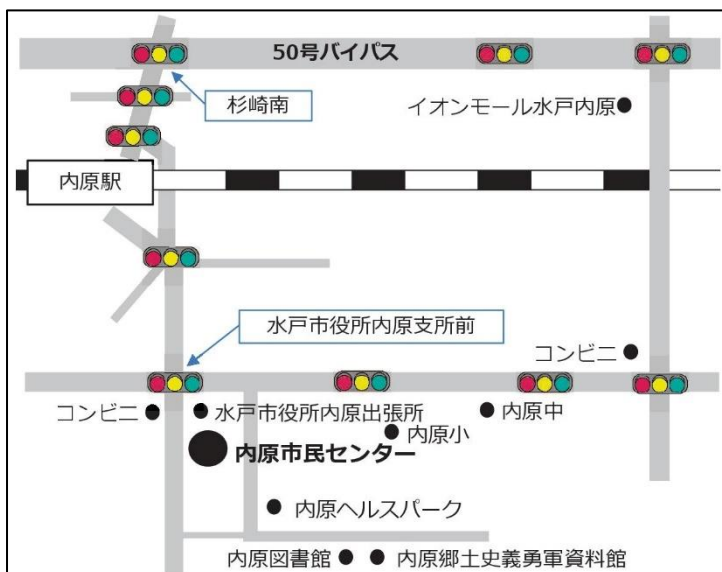 50号バイパス
杉崎南
イオンモール水戸内原
内原駅
水戸市役所内原支所前
コンビニ
コンビニ
水戸市役所内原出張所
内原中
内原小
内原市民センター
内原ヘルスパーク
内原図書館
内原郷土史義勇軍資料館